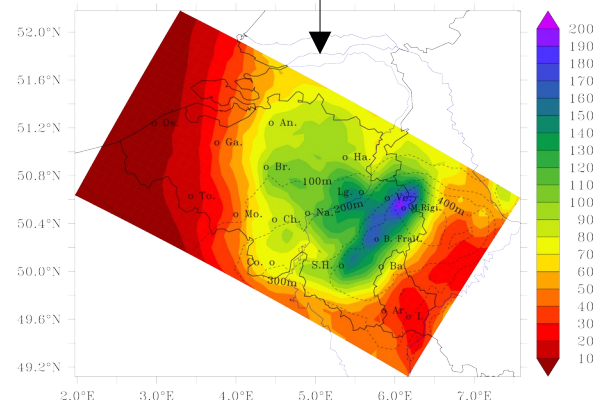 52.0°N
51.6°N
51.2°N
50.8°N
50.4°N
50.0°N
49.6°N
49.2°N
2.0°E 3.0°E 4.0°E 5.0°E 6.0°E 7.0°E
Os. An.
Ga.
Ha.
Br.
100m
To. Lg. Ve.
200m M.Rigi. 400m
Mo. Ch. Na.
B. Frait.
Co. S.H. Ba.
300m
Ar. L
200
190
180
170
160
150
140
130
120
110
100
90
80
70
60
50
40
30
20
10